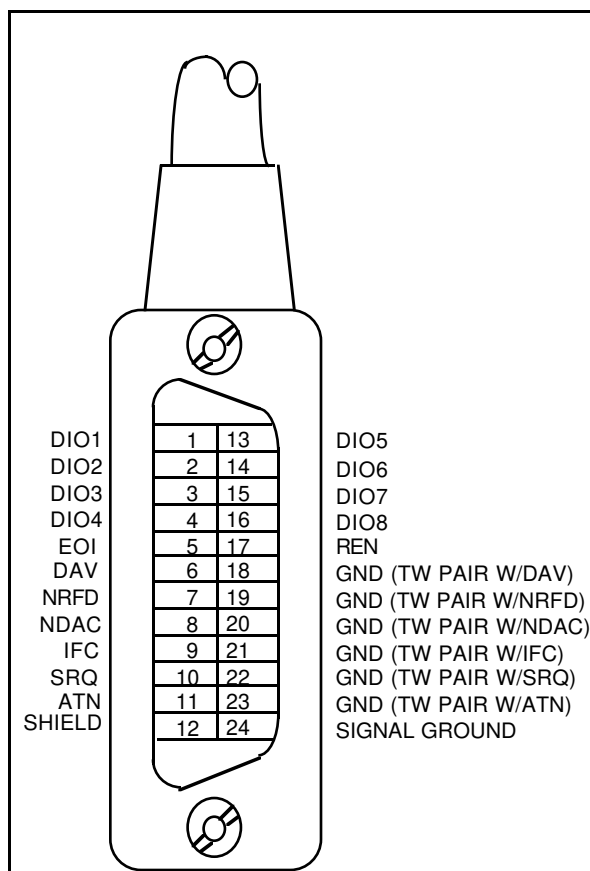 DIO1 1 13 DIO5
DIO2 2 14 DIO6
DIO3 3 15 DIO7
DIO4 4 16 DIO8
EOI 5 17 REN
DAV 6 18 GND (TW PAIR W/DAV)
NRFD 7 19 GND (TW PAIR W/NRFD)
NDAC 8 20 GND (TW PAIR W/NDAC)
IFC 9 21 GND (TW PAIR W/IFC)
SRQ 10 22 GND (TW PAIR W/SRQ)
ATN 11 23 GND (TW PAIR W/ATN)
SHIELD 12 24 SIGNAL GROUND